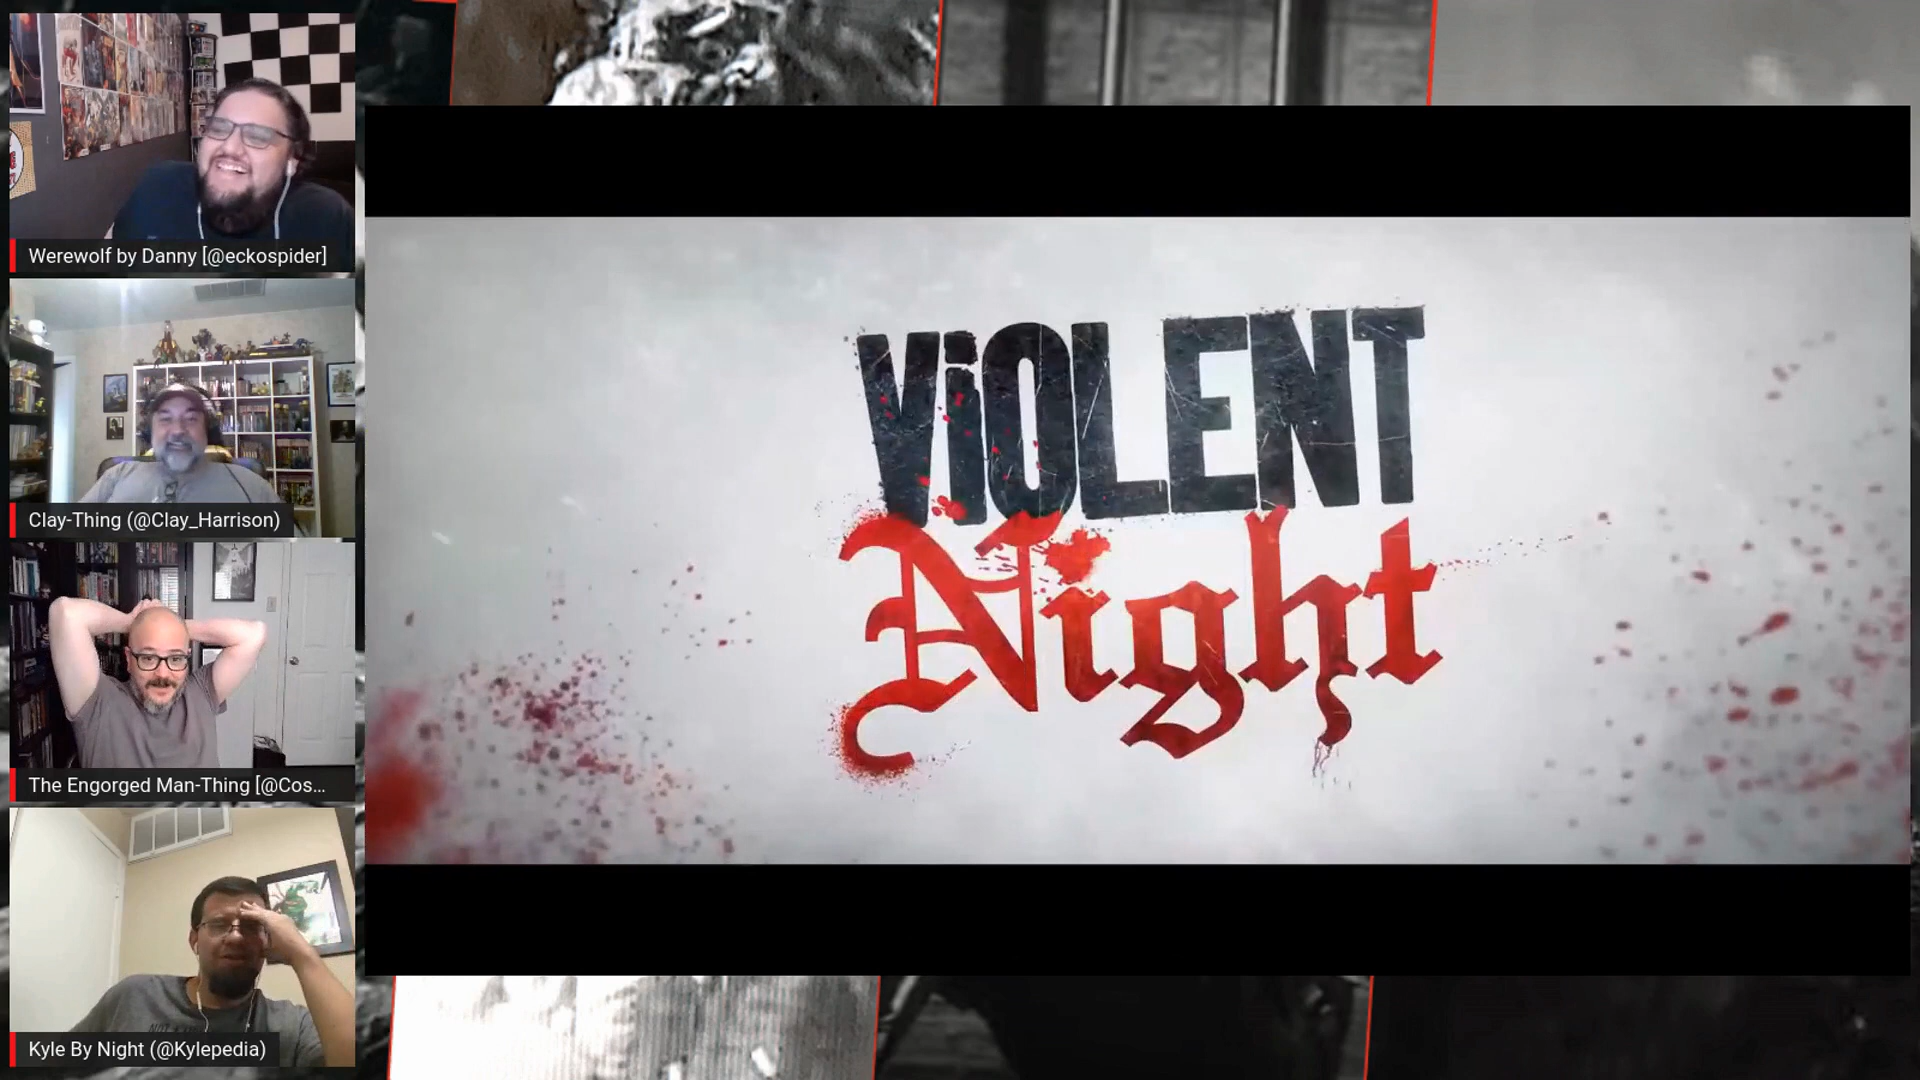 Werewolf by Danny [@eckospider]
Clay-Thing (@Clay_Harrison)
The Engorged Man-Thing [@Cos...
Kyle By Night (@Kylepedia)
ViOLENT
Night